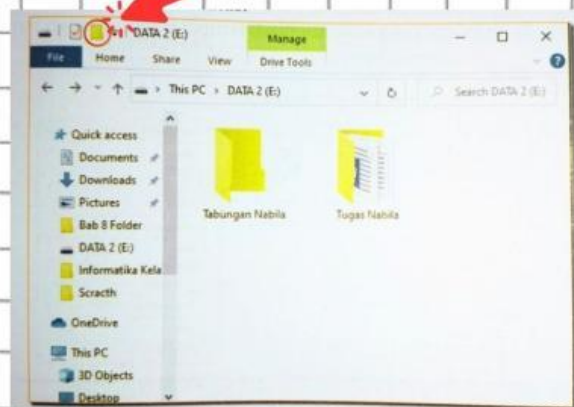 DATA 2 (E:)
Manage
File
Home
Share
View
Drive Tools
This PC > DATA 2 (E:)
Search DATA 2 (E:)
Quick access
Documents
Downloads
Pictures
Bab 8 Folder
DATA 2 (E:)
Informatika Kela
Scracth
OneDrive
This PC
3D Objects
Desktop
Tabungan Nabila
Tugas Nabila